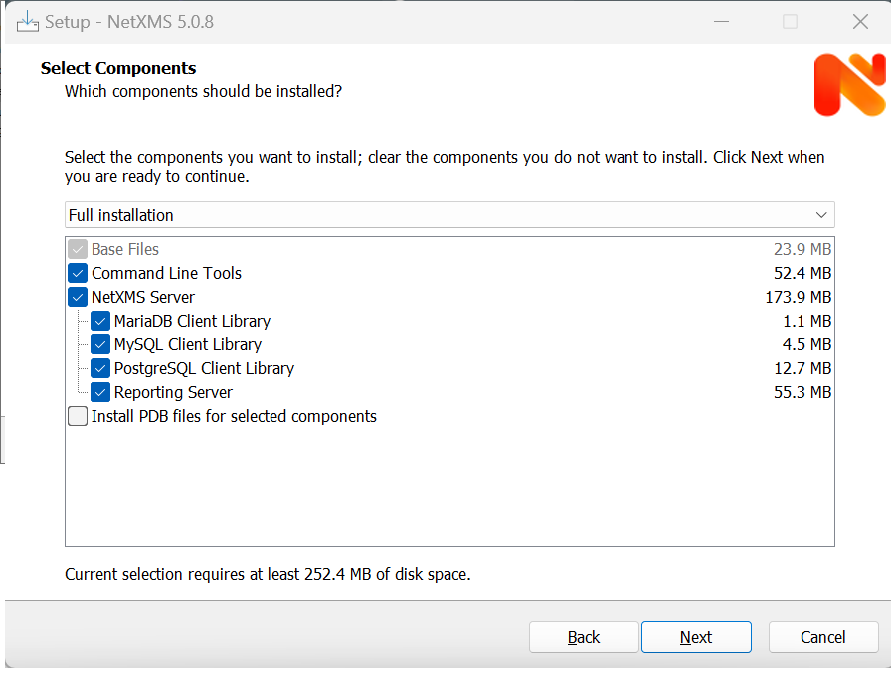 Setup - NetXMS 5.0.8
Select Components
Which components should be installed?
Select the components you want to install; clear the components you do not want to install. Click Next when
you are ready to continue.
Full installation
Base Files 23.9 MB
Command Line Tools 52.4 MB
NetXMS Server 173.9 MB
MariaDB Client Library 1.1 MB
MySQL Client Library 4.5 MB
PostgreSQL Client Library 12.7 MB
Reporting Server 55.3 MB
Install PDB files for selected components
Current selection requires at least 252.4 MB of disk space.
Back Next Cancel